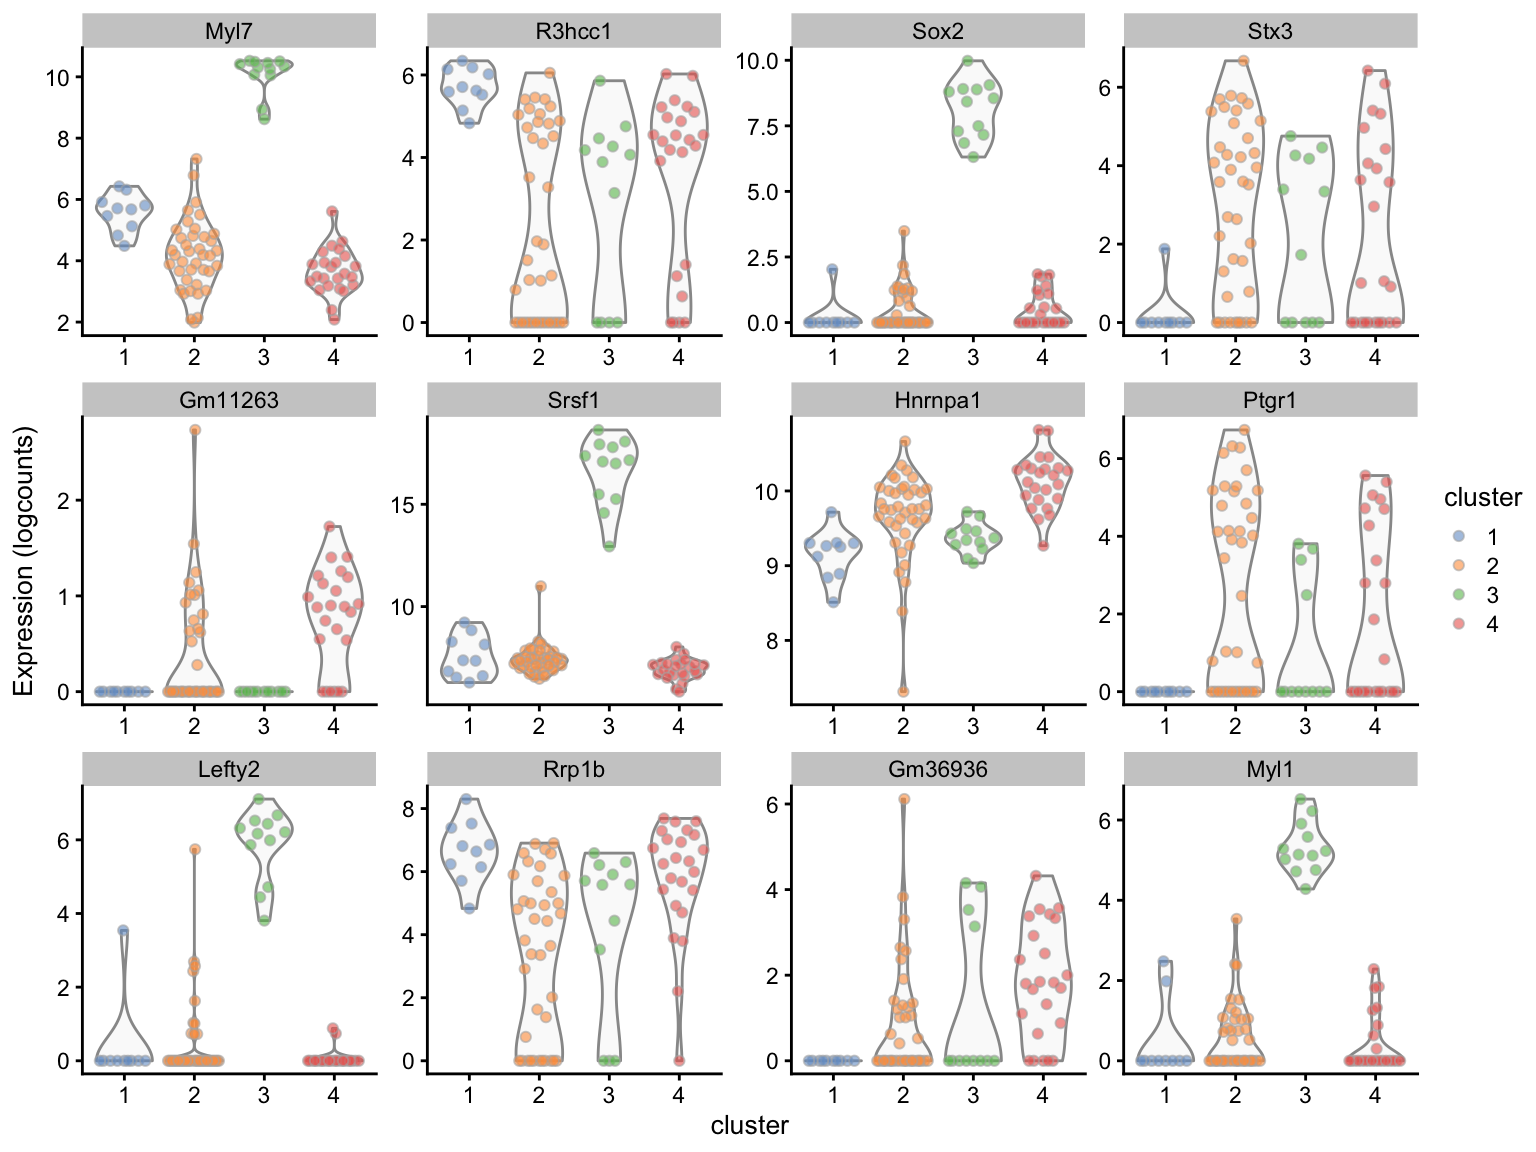 Myl7 R3hcc1 Sox2 Stx3
10 8 6 4 2
6 4 2 0
10.0 7.5 5.0 2.5 0.0
6 4 2 0
1 2 3 4 1 2 3 4 1 2 3 4 1 2 3 4
Gm11263 Srsf1 Hnrnpa1 Ptgr1
2 1 0
15 10
10 9 8
6 4 2 0
1 2 3 4 1 2 3 4 1 2 3 4 1 2 3 4
Lefty2 Rrp1b Gm36936 Myl1
6 4 2 0
8 6 4 2 0
6 4 2 0
6 4 2 0
1 2 3 4 1 2 3 4 1 2 3 4 1 2 3 4
Expression (logcounts)
cluster
cluster
1
2
3
4